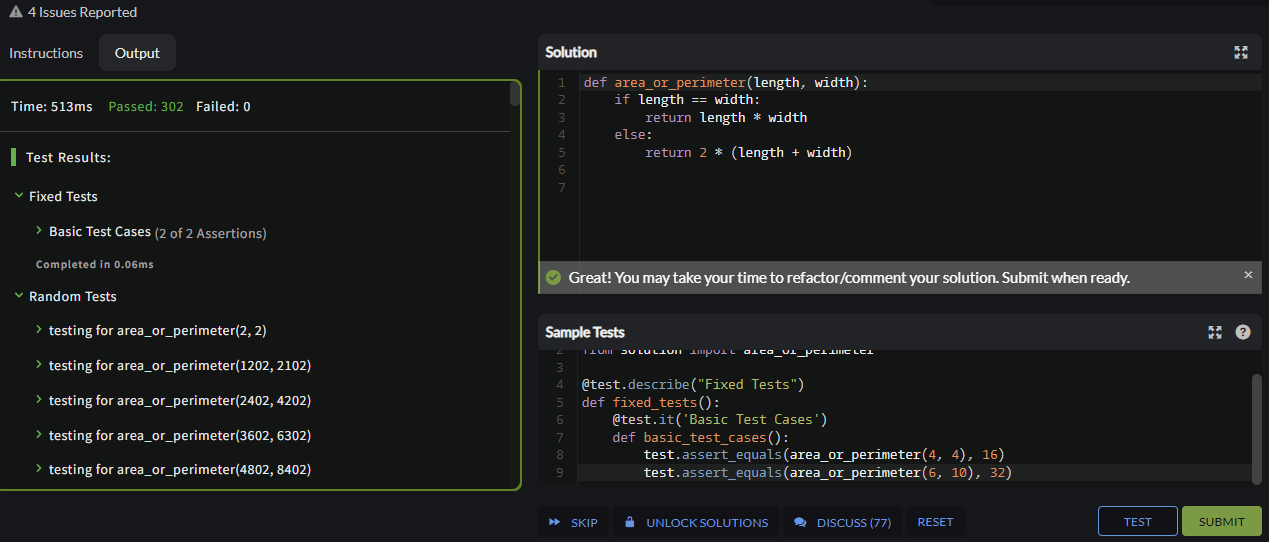 4 Issues Reported
Instructions
Output
Time: 513ms Passed: 302 Failed: 0
Test Results:
Fixed Tests
Basic Test Cases (2 of 2 Assertions)
Completed in 0.06ms
Random Tests
testing for area_or_perimeter(2, 2)
testing for area_or_perimeter(1202, 2102)
testing for area_or_perimeter(2402, 4202)
testing for area_or_perimeter(3602, 6302)
testing for area_or_perimeter(4802, 8402)
Solution
1 def area_or_perimeter(length, width):
2     if length == width:
3         return length * width
4     else:
5         return 2 * (length + width)
6
7
Great! You may take your time to refactor/comment your solution. Submit when ready.
Sample Tests
2 from solution import area_or_perimeter
3
4 @test.describe("Fixed Tests")
5 def fixed_tests():
6     @test.it('Basic Test Cases')
7     def basic_test_cases():
8         test.assert_equals(area_or_perimeter(4, 4), 16)
9         test.assert_equals(area_or_perimeter(6, 10), 32)
SKIP
UNLOCK SOLUTIONS
DISCUSS (77)
RESET
TEST
SUBMIT